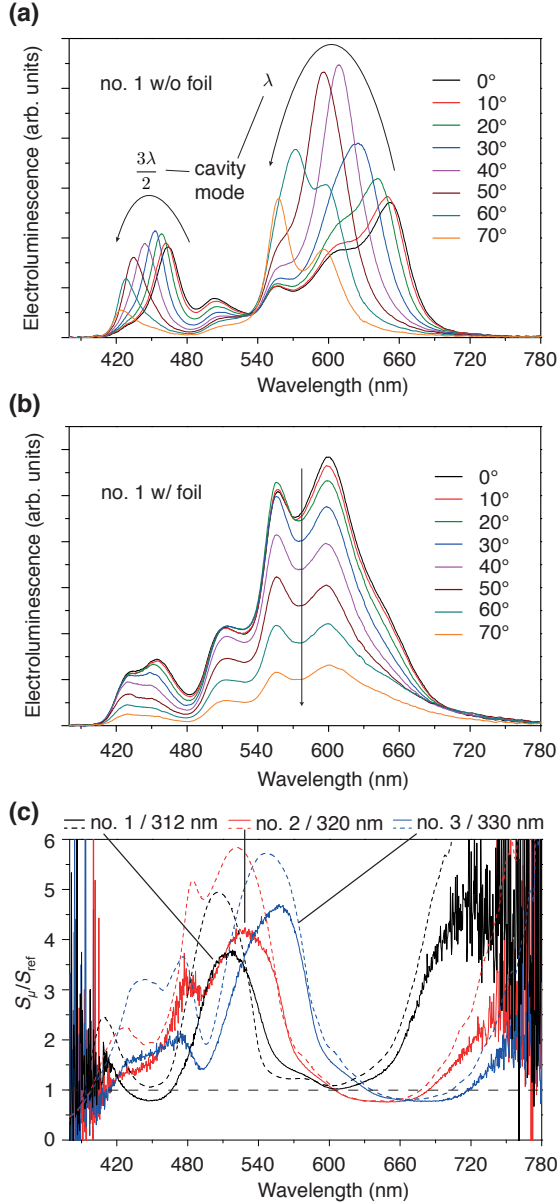 (a)
Electroluminescence (arb. units)
no. 1 w/o foil
λ
3λ
2
cavity
mode
0°
10°
20°
30°
40°
50°
60°
70°
420 480 540 600 660 720 780
Wavelength (nm)
(b)
Electroluminescence (arb. units)
no. 1 w/ foil
0°
10°
20°
30°
40°
50°
60°
70°
420 480 540 600 660 720 780
Wavelength (nm)
(c)
no. 1 / 312 nm no. 2 / 320 nm no. 3 / 330 nm
Sμ/Sref
6
5
4
3
2
1
0
420 480 540 600 660 720 780
Wavelength (nm)